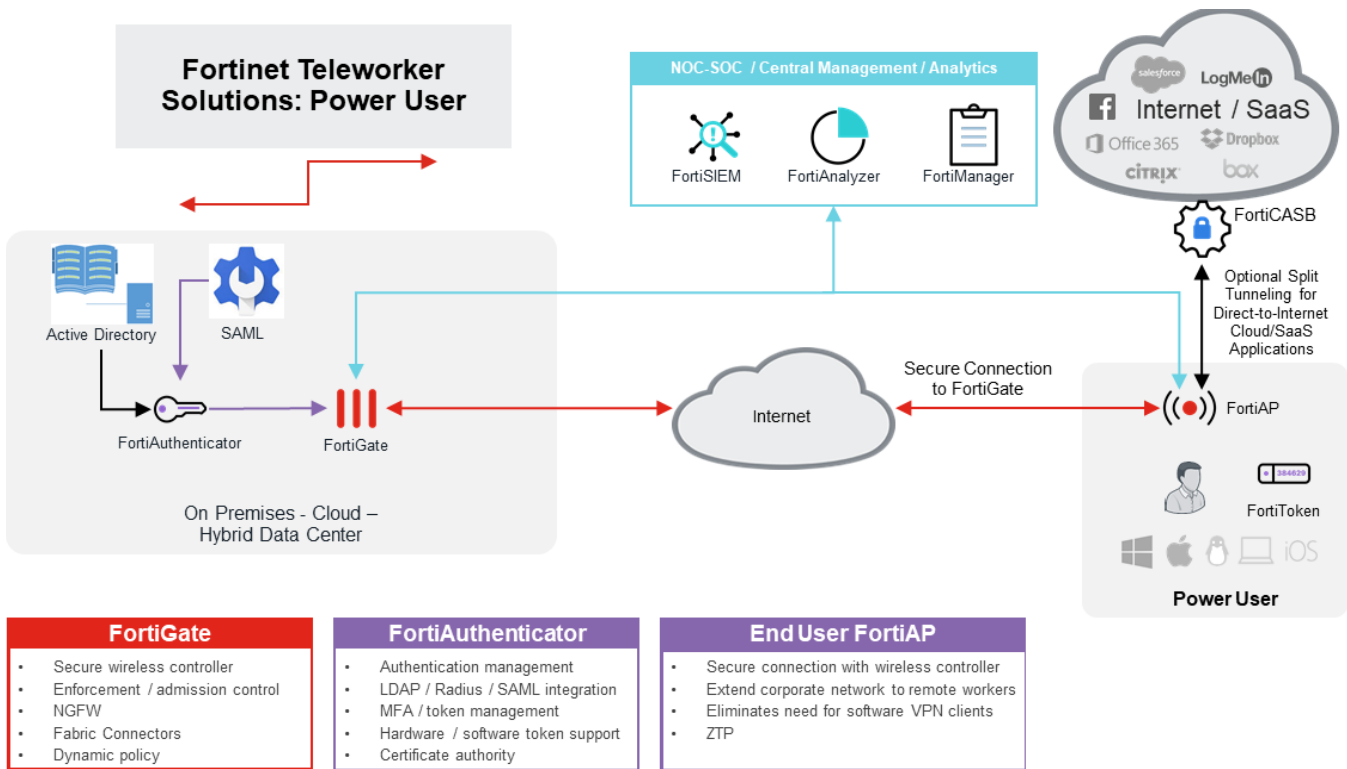 Fortinet Teleworker
Solutions: Power User
NOC-SOC / Central Management / Analytics
FortiSIEM
FortiAnalyzer
FortiManager
salesforce
LogMeIn
Internet / SaaS
Office 365
Dropbox
CİTRIX
box
FortiCASB
Optional Split
Tunneling for
Direct-to-Internet
Cloud/SaaS
Applications
Active Directory
SAML
FortiAuthenticator
FortiGate
On Premises - Cloud –
Hybrid Data Center
Internet
Secure Connection
to FortiGate
FortiAP
384629
FortiToken
iOS
Power User
FortiGate
• Secure wireless controller
• Enforcement / admission control
• NGFW
• Fabric Connectors
• Dynamic policy
FortiAuthenticator
• Authentication management
• LDAP / Radius / SAML integration
• MFA / token management
• Hardware / software token support
• Certificate authority
End User FortiAP
• Secure connection with wireless controller
• Extend corporate network to remote workers
• Eliminates need for software VPN clients
• ZTP